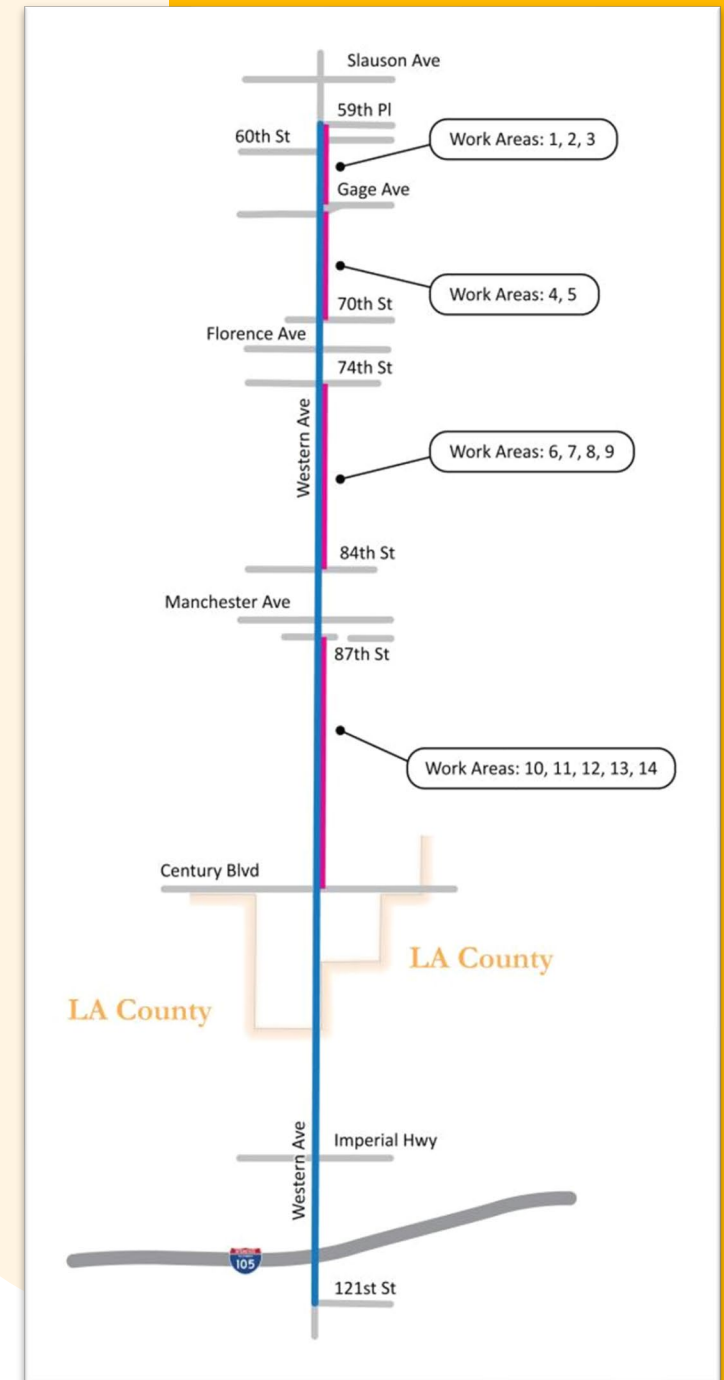 Slauson Ave
59th Pl
60th St
Work Areas: 1, 2, 3
Gage Ave
Work Areas: 4, 5
70th St
Florence Ave
74th St
Western Ave
Work Areas: 6, 7, 8, 9
84th St
Manchester Ave
87th St
Work Areas: 10, 11, 12, 13, 14
Century Blvd
LA County
LA County
Western Ave
Imperial Hwy
105
121st St